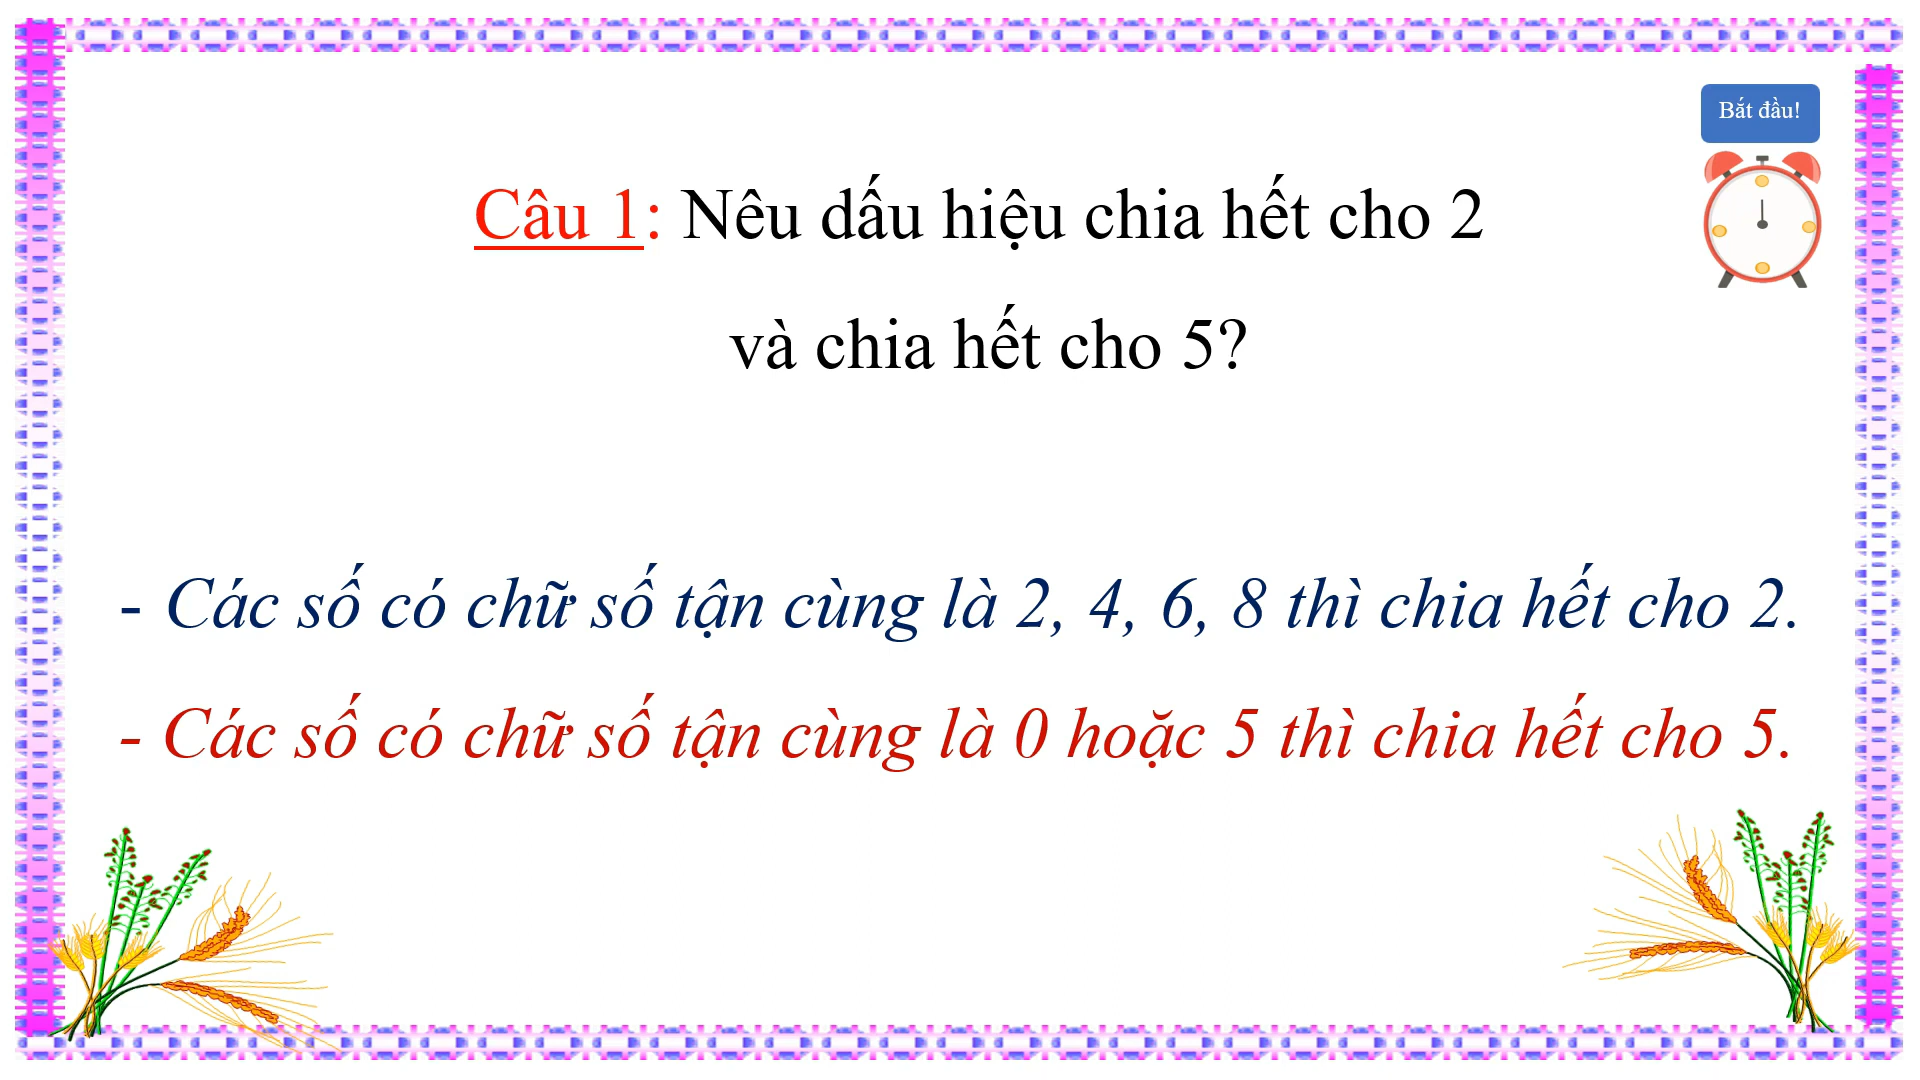 Bắt đầu!
Câu 1: Nêu dấu hiệu chia hết cho 2
và chia hết cho 5?
- Các số có chữ số tận cùng là 2, 4, 6, 8 thì chia hết cho 2.
- Các số có chữ số tận cùng là 0 hoặc 5 thì chia hết cho 5.